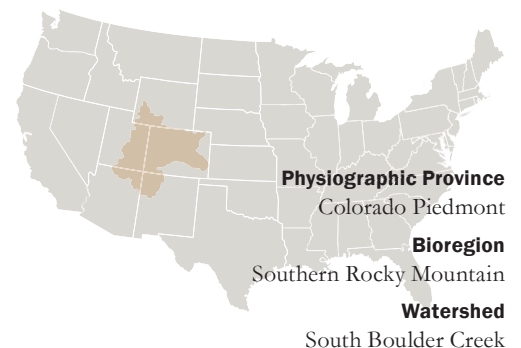 Physiographic Province
Colorado Piedmont
Bioregion
Southern Rocky Mountain
Watershed
South Boulder Creek